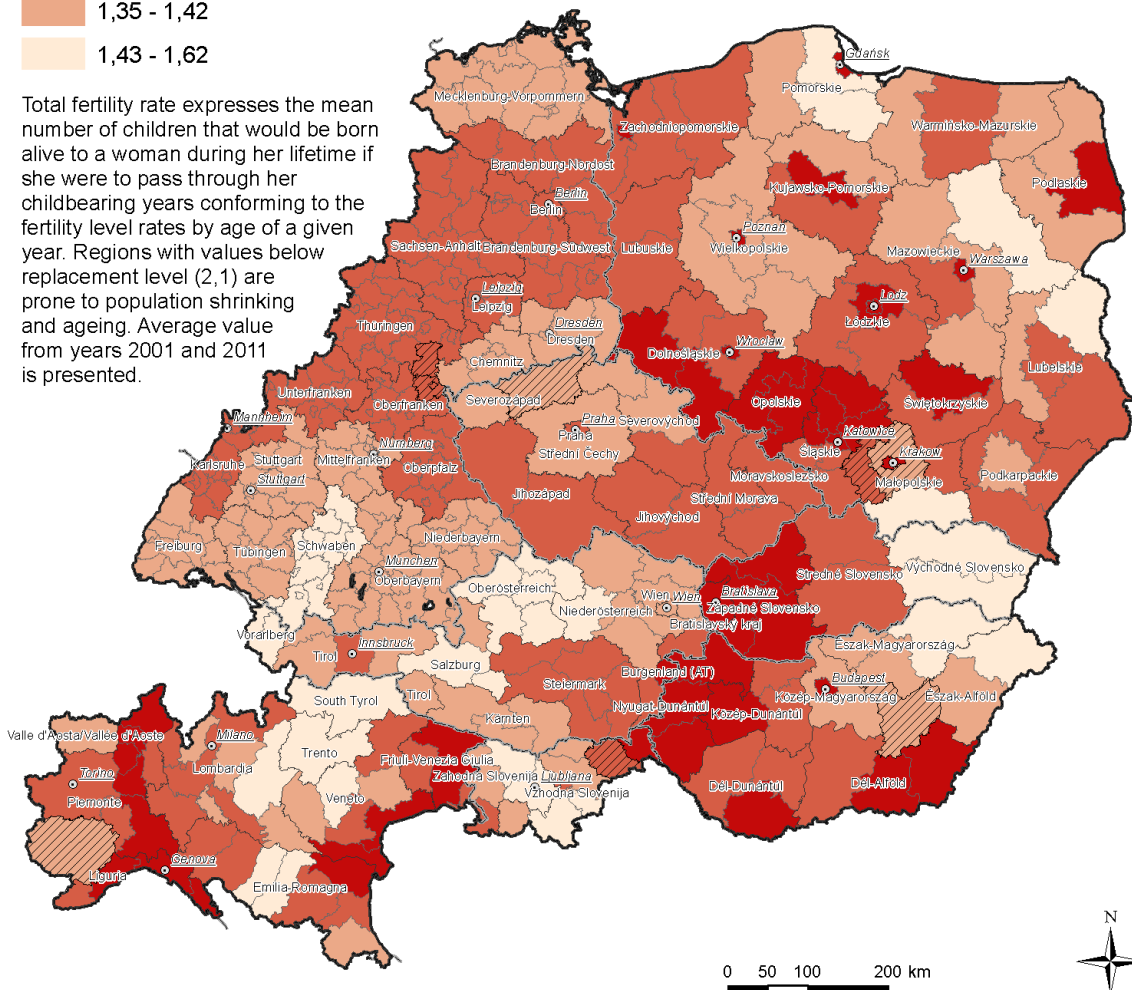 1,35 - 1,42
1,43 - 1,62
Total fertility rate expresses the mean
number of children that would be born
alive to a woman during her lifetime if
she were to pass through her
childbearing years conforming to the
fertility level rates by age of a given
year. Regions with values below
replacement level (2,1) are
prone to population shrinking
and ageing. Average value
from years 2001 and 2011
is presented.
Gdańsk
Pomorskie
Mecklenburg-Vorpommern
Zachodniopomorskie
Warmińsko-Mazurskie
Brandenburg-Nordost
Podlaskie
Kujawsko-Pomorskie
Berlin
Berlin
Poznan
Wielkopolskie
Sachsen-Anhalt
Brandenburg-Südwest
Lubuskie
Mazowieckie
Warszawa
Leipzig
Leipzig
Lodz
Łódzkie
Thüringen
Dresden
Dresden
Chemnitz
Wroclaw
Dolnośląskie
Lubelskie
Unterfranken
Oberfranken
Severozápad
Opolskie
Świętokrzyskie
Mannheim
Praha
Praha
Severovýchod
Katowice
Karlsruhe
Stuttgart
Mittelfranken
Nurnberg
Oberpfalz
Střední Čechy
Śląskie
Krakow
Małopolskie
Podkarpackie
Stuttgart
Jihozápad
Moravskoslezsko
Střední Morava
Jihovýchod
Freiburg
Tübingen
Schwaben
Niederbayern
Munchen
Oberbayern
Oberösterreich
Niederösterreich
Wien
Wien
Bratislava
Západné Slovensko
Bratislavský kraj
Stredné Slovensko
Východné Slovensko
Vorarlberg
Tirol
Innsbruck
Salzburg
Steiermark
Burgenland (AT)
Észak-Magyarország
Budapest
Közép-Magyarország
Észak-Alföld
South Tyrol
Tirol
Kärnten
Nyugat-Dunántúl
Közép-Dunántúl
Valle d'Aosta/Vallée d'Aoste
Milano
Lombardia
Trento
Friuli-Venezia Giulia
Zahodna Slovenija
Ljubljana
Vzhodna Slovenija
Dél-Dunántúl
Dél-Alföld
Torino
Piemonte
Veneto
Genova
Liguria
Emilia-Romagna
N
0 50 100 200 km